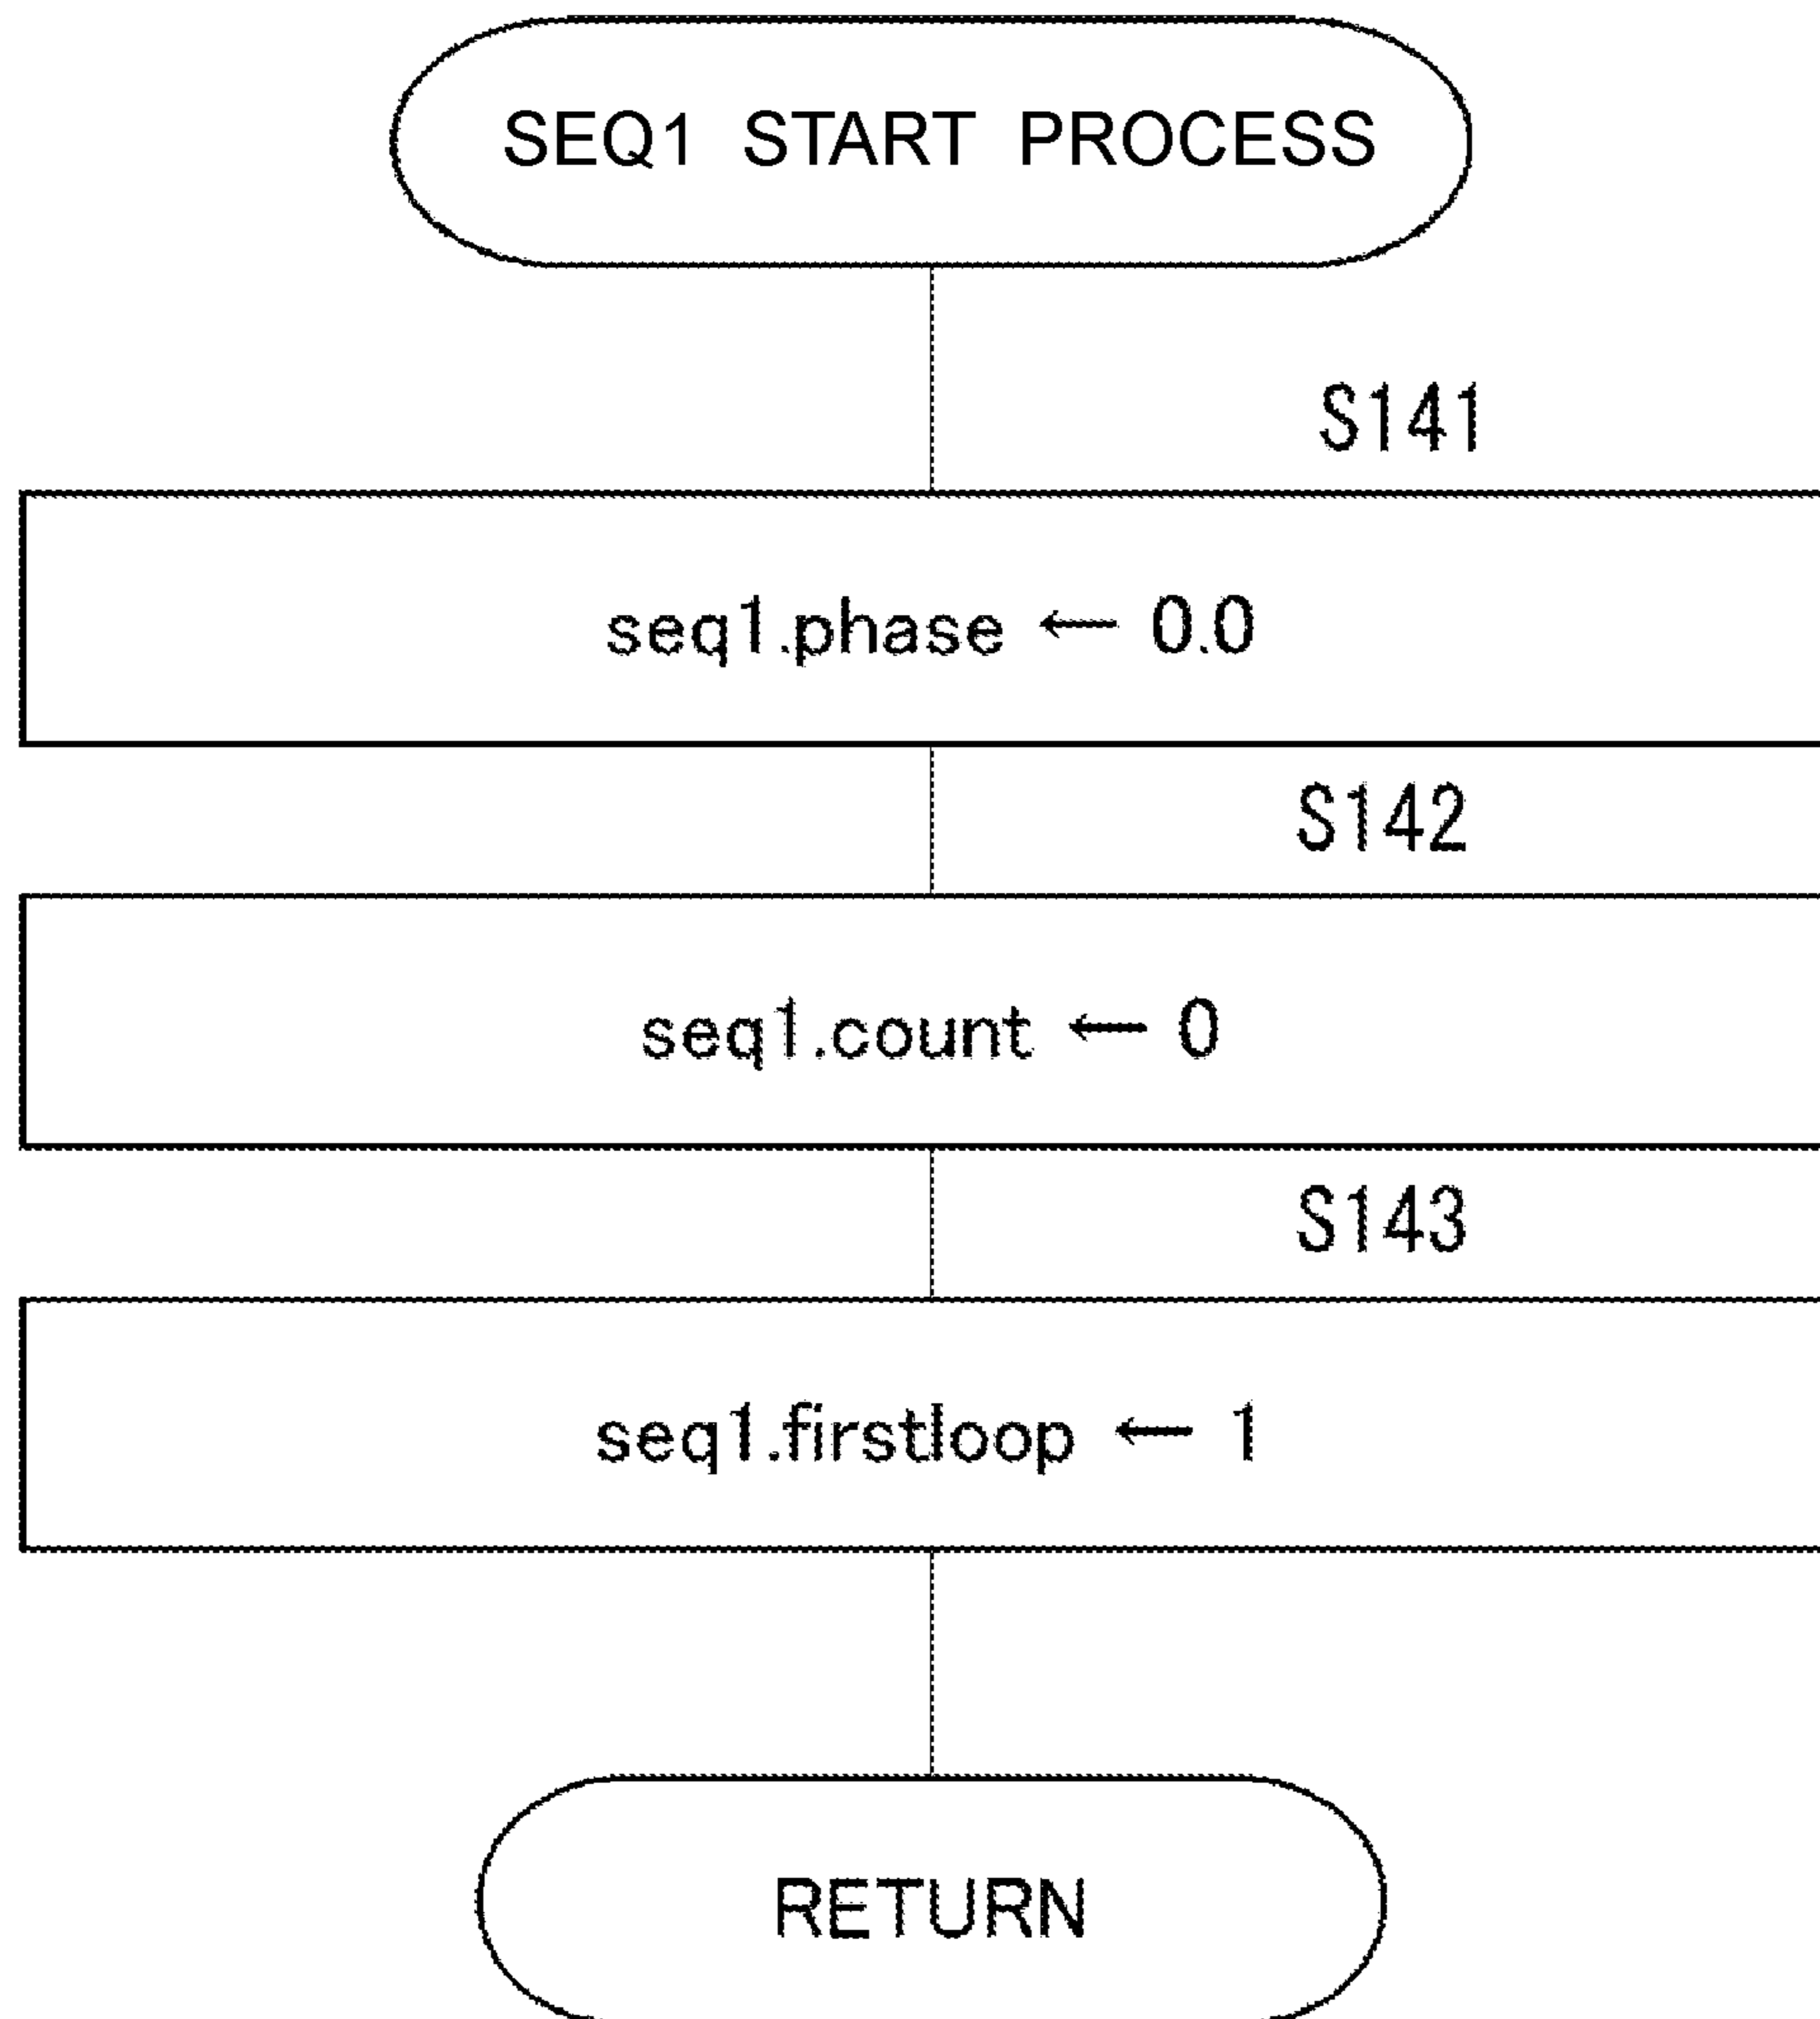 SEQ1 START PROCESS
S141
seq1.phase ← 0.0
S142
seq1.count ← 0
S143
seq1.firstloop ← 1
RETURN